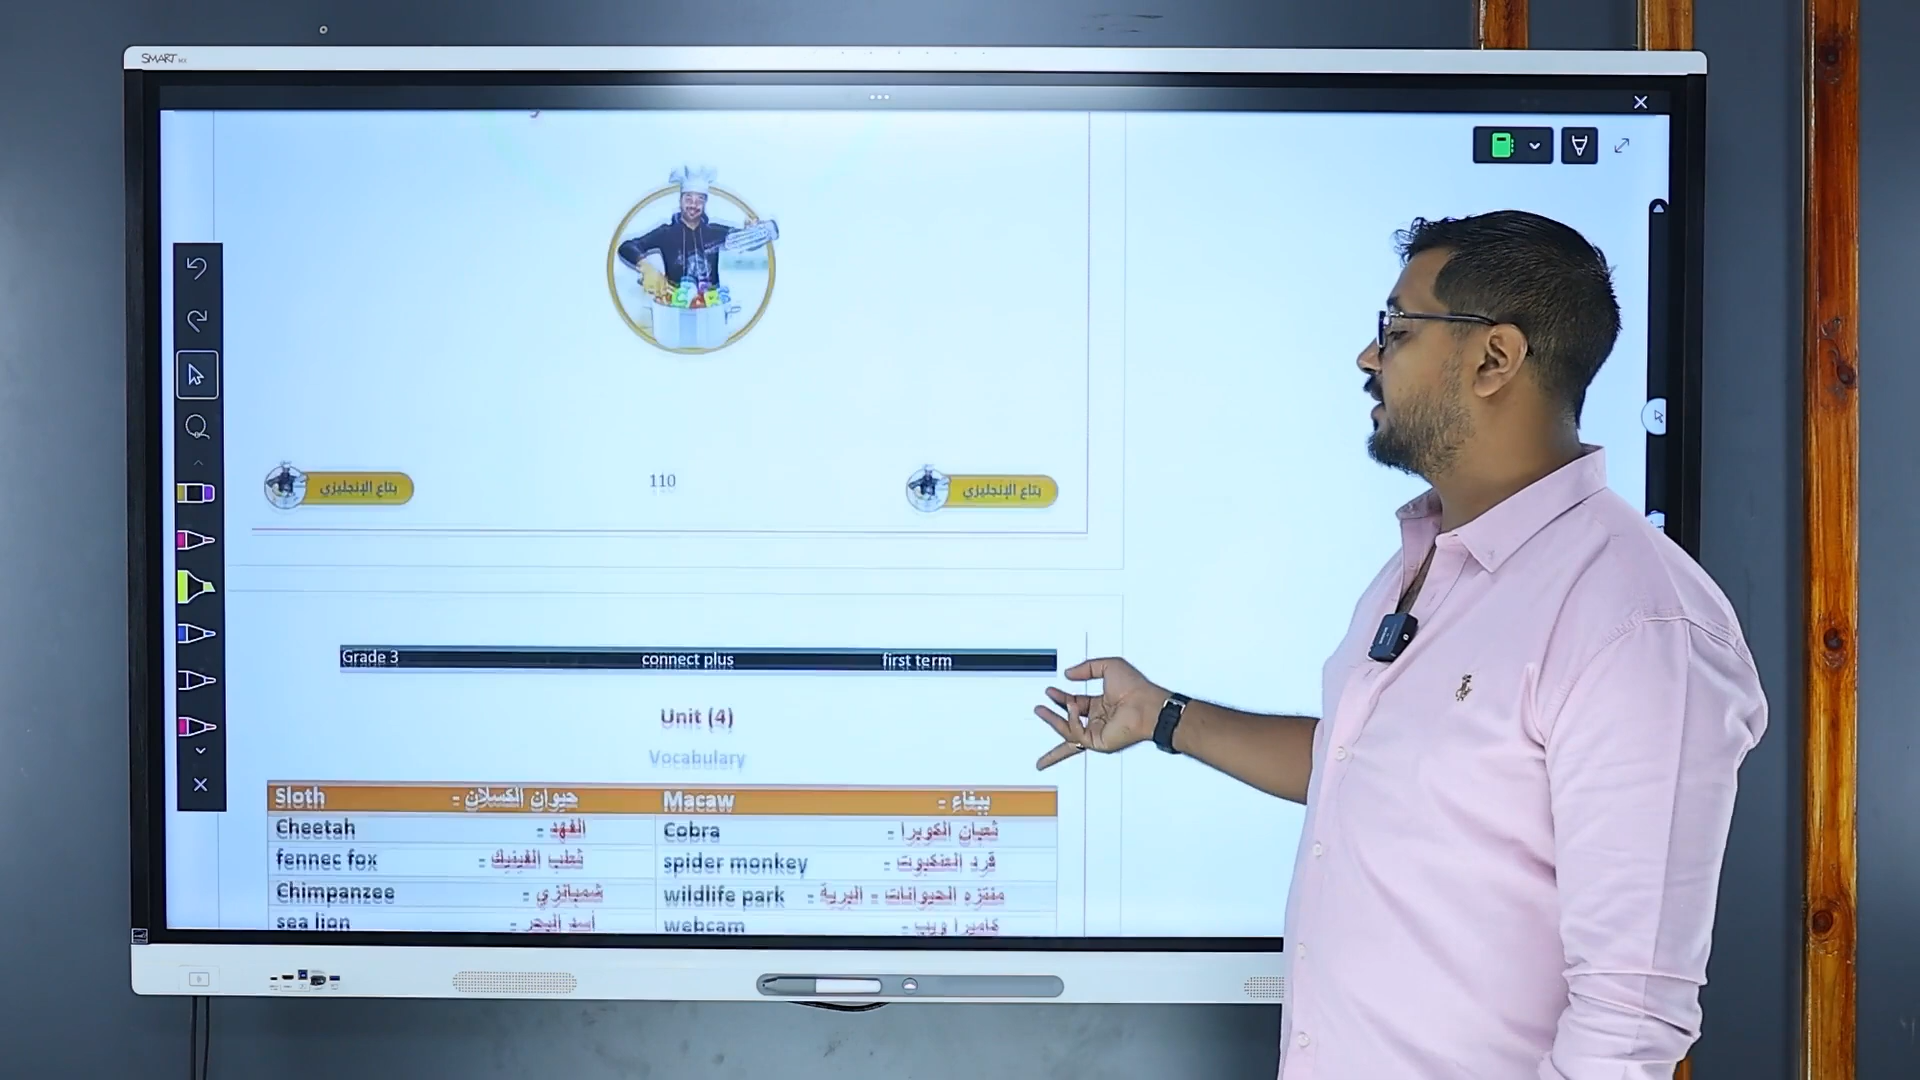 SMART
بتاع الإنجليزي
110
بتاع الإنجليزي
Grade 3 connect plus first term
Unit (4)
Vocabulary
Sloth حيوان الكسلان - Macaw ببغاء -
Cheetah الفهد - Cobra ثعبان الكوبرا -
fennec fox ثعلب الفينيك - spider monkey قرد العنكبوت -
Chimpanzee شمبانزي - wildlife park منتزه الحيوانات - البرية -
sea lion أسد البحر - webcam كاميرا ويب -